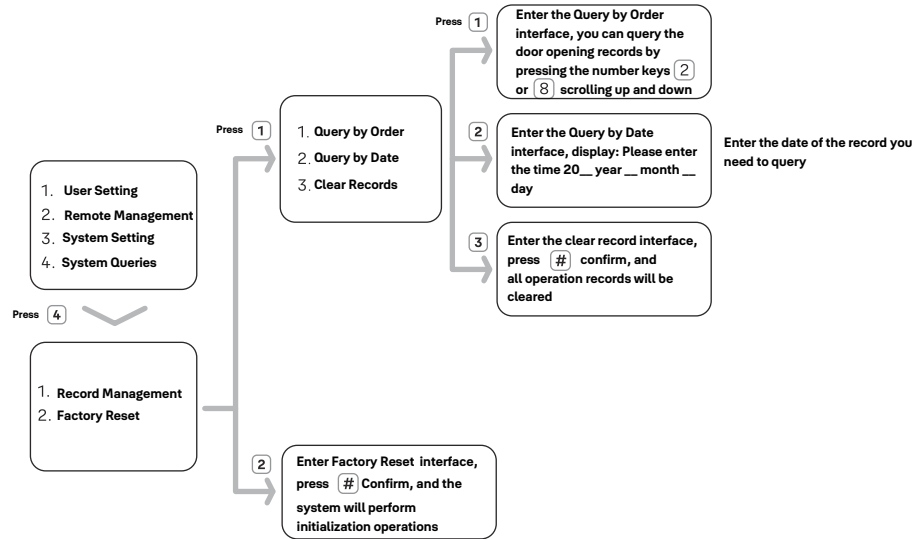 1. User Setting
2. Remote Management
3. System Setting
4. System Queries
Press 4
1. Record Management
2. Factory Reset
Press 1
1. Query by Order
2. Query by Date
3. Clear Records
Press 1
Enter the Query by Order
interface, you can query the
door opening records by
pressing the number keys 2
or 8 scrolling up and down
2
Enter the Query by Date
interface, display: Please enter
the time 20__ year __ month __
day
Enter the date of the record you
need to query
3
Enter the clear record interface,
press # confirm, and
all operation records will be
cleared
2
Enter Factory Reset interface,
press # Confirm, and the
system will perform
initialization operations